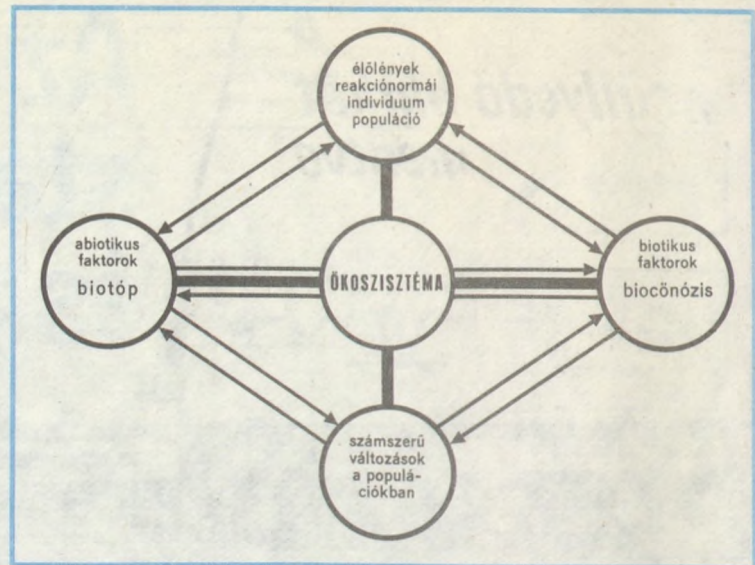 élőlények
reakciónormái
individuum
populáció
abiotikus
faktorok
biotóp
ÖKOSZISZTÉMA
biotikus
faktorok
biocönózis
számszerű
változások
a populá-
ciókban